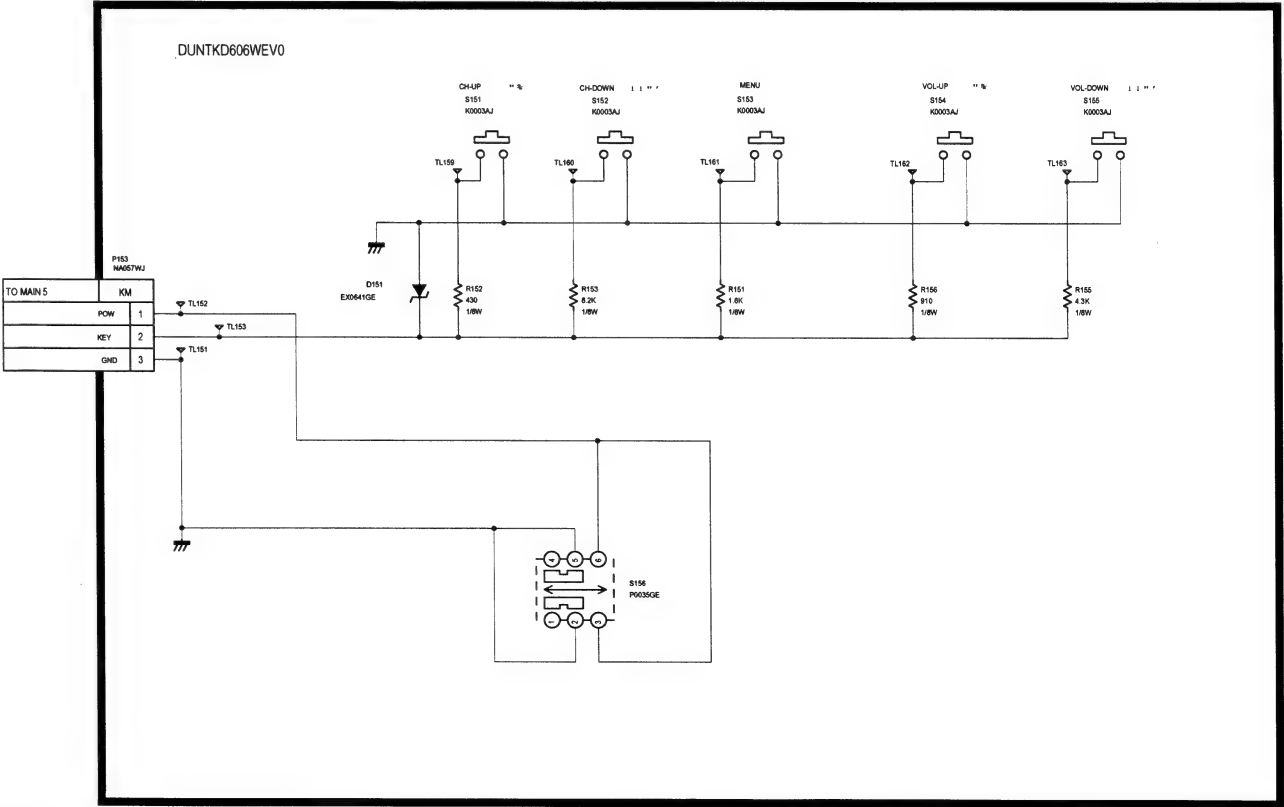 DUNTKD606WEV0
CH-UP
S151
K0003AJ
CH-DOWN
S152
K0003AJ
MENU
S153
K0003AJ
VOL-UP
S154
K0003AJ
VOL-DOWN
S155
K0003AJ
TL159
TL160
TL161
TL162
TL163
P153
NA057WJ
TO MAIN 5 KM
POW 1
KEY 2
GND 3
TL152
TL153
TL151
D151
EX0641GE
R152
430
1/8W
R153
8.2K
1/8W
R151
1.8K
1/8W
R156
910
1/8W
R155
4.3K
1/8W
4 5 6
S156
P0035GE
1 2 3